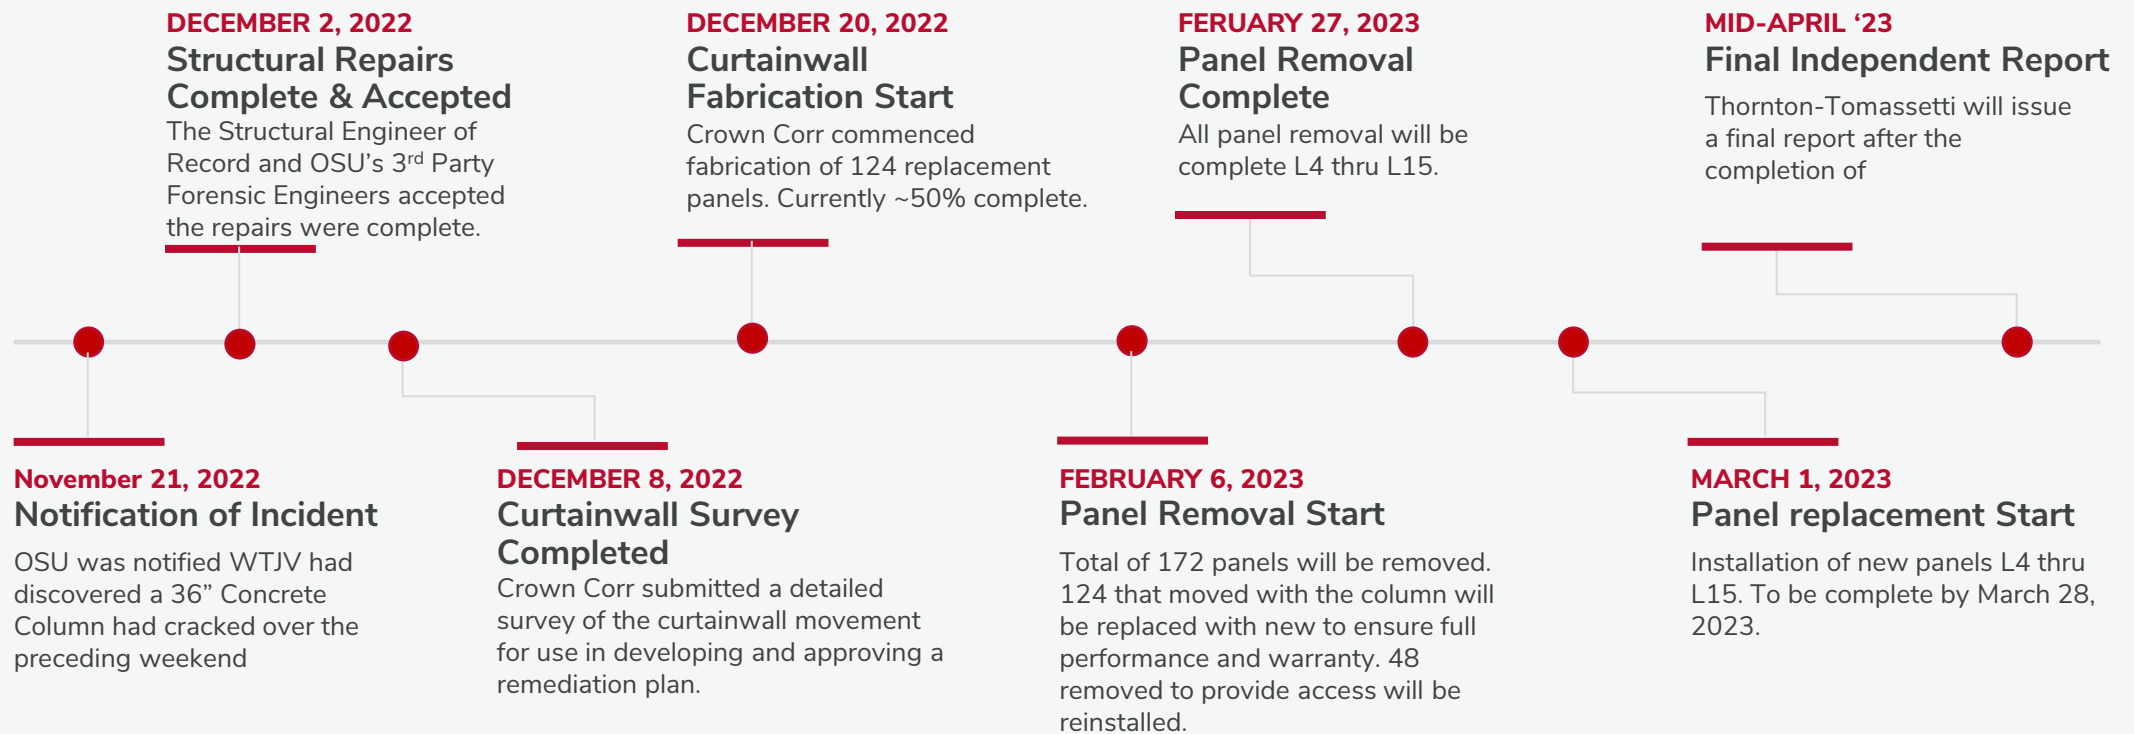 DECEMBER 2, 2022
Structural Repairs
Complete & Accepted
The Structural Engineer of
Record and OSU’s 3rd Party
Forensic Engineers accepted
the repairs were complete.
DECEMBER 20, 2022
Curtainwall
Fabrication Start
Crown Corr commenced
fabrication of 124 replacement
panels. Currently ~50% complete.
FERUARY 27, 2023
Panel Removal
Complete
All panel removal will be
complete L4 thru L15.
MID-APRIL ‘23
Final Independent Report
Thornton-Tomassetti will issue
a final report after the
completion of
November 21, 2022
Notification of Incident
OSU was notified WTJV had
discovered a 36” Concrete
Column had cracked over the
preceding weekend
DECEMBER 8, 2022
Curtainwall Survey
Completed
Crown Corr submitted a detailed
survey of the curtainwall movement
for use in developing and approving a
remediation plan.
FEBRUARY 6, 2023
Panel Removal Start
Total of 172 panels will be removed.
124 that moved with the column will
be replaced with new to ensure full
performance and warranty. 48
removed to provide access will be
reinstalled.
MARCH 1, 2023
Panel replacement Start
Installation of new panels L4 thru
L15. To be complete by March 28,
2023.